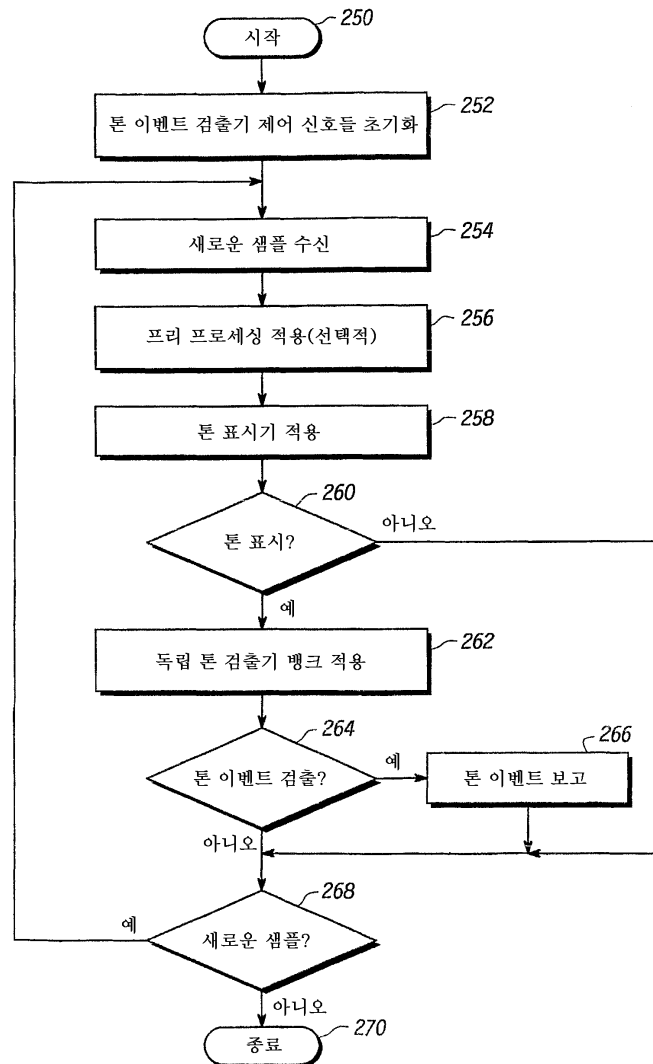 시작
250
톤 이벤트 검출기 제어 신호들 초기화
252
새로운 샘플 수신
254
프리 프로세싱 적용(선택적)
256
톤 표시기 적용
258
톤 표시?
260
아니오
예
독립 톤 검출기 뱅크 적용
262
톤 이벤트 검출?
264
예
톤 이벤트 보고
266
아니오
새로운 샘플?
268
예
아니오
종료
270